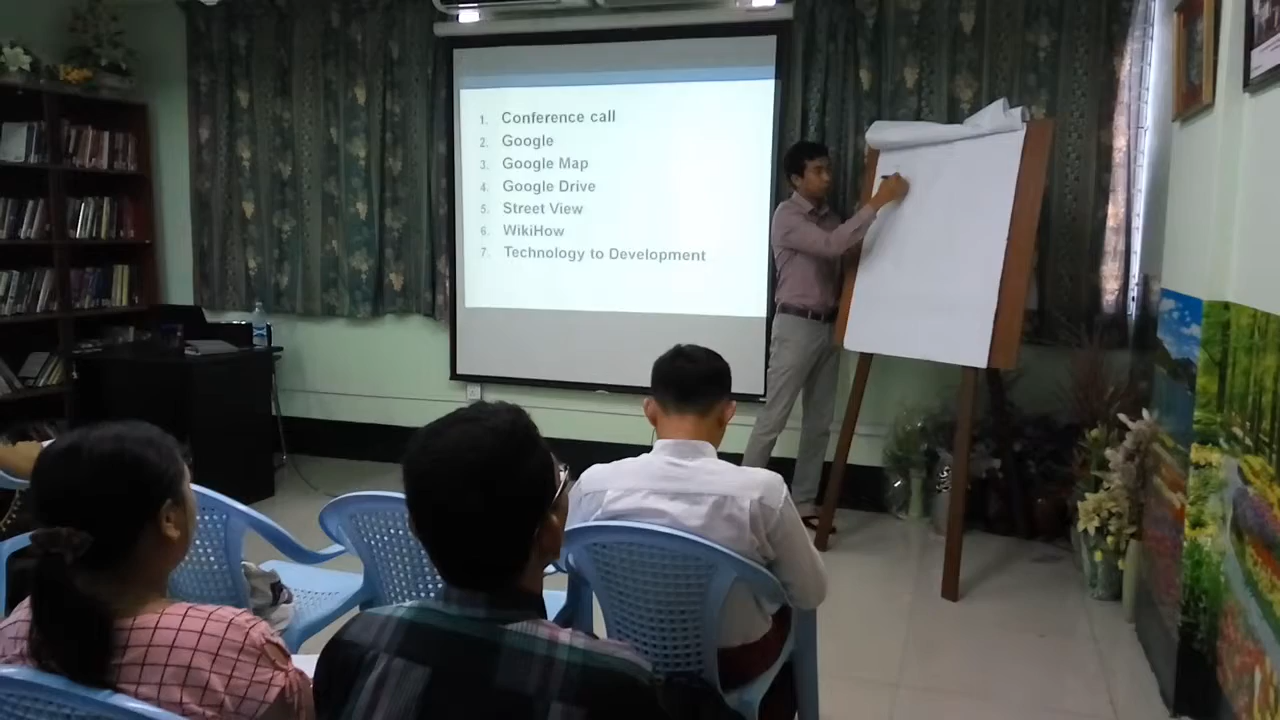 1. Conference call
2. Google
3. Google Map
4. Google Drive
5. Street View
6. WikiHow
7. Technology to Development